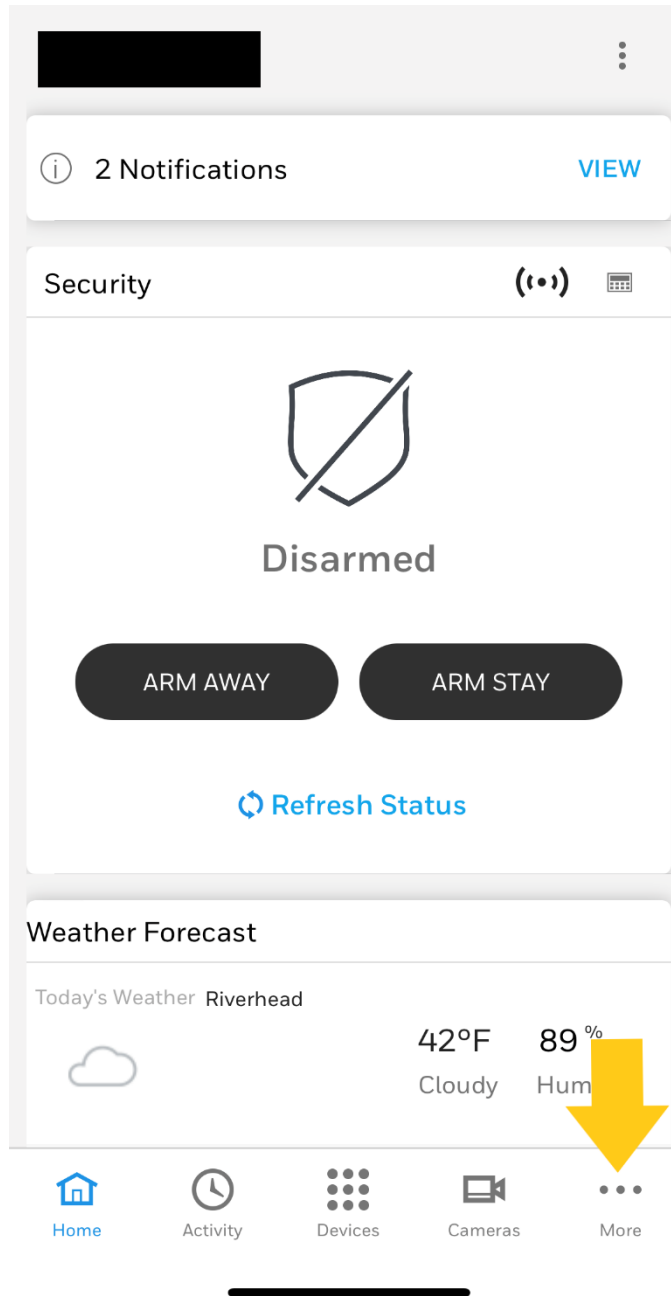 2 Notifications VIEW
Security
Disarmed
ARM AWAY ARM STAY
Refresh Status
Weather Forecast
Today's Weather Riverhead
42°F 89 %
Cloudy Hum
Home Activity Devices Cameras More